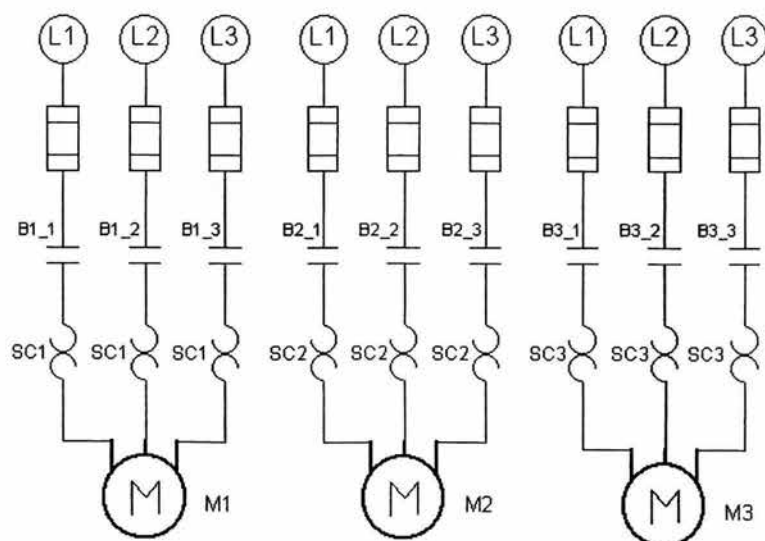 L1 L2 L3 L1 L2 L3 L1 L2 L3
B1_1 B1_2 B1_3 B2_1 B2_2 B2_3 B3_1 B3_2 B3_3
SC1 SC1 SC1 SC2 SC2 SC2 SC3 SC3 SC3
M M1 M M2 M M3